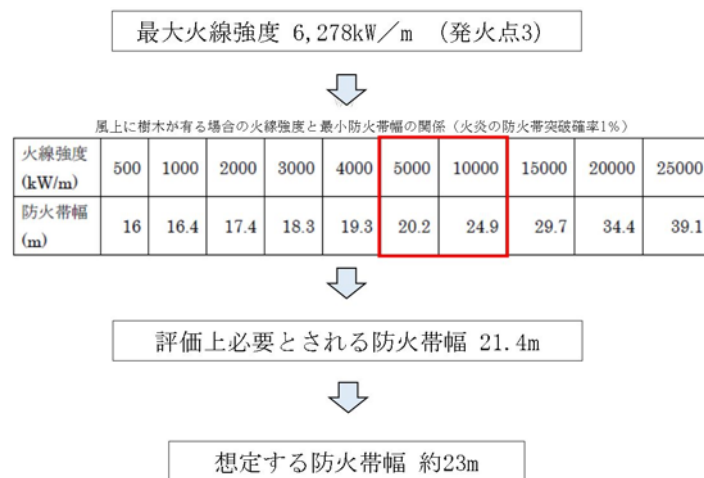 最大火線強度 6,278kW／m （発火点3）
風上に樹木が有る場合の火線強度と最小防火帯幅の関係（火炎の防火帯突破確率1％）
火線強度 (kW/m) 500 1000 2000 3000 4000 5000 10000 15000 20000 25000
防火帯幅 (m) 16 16.4 17.4 18.3 19.3 20.2 24.9 29.7 34.4 39.1
評価上必要とされる防火帯幅 21.4m
想定する防火帯幅 約23m